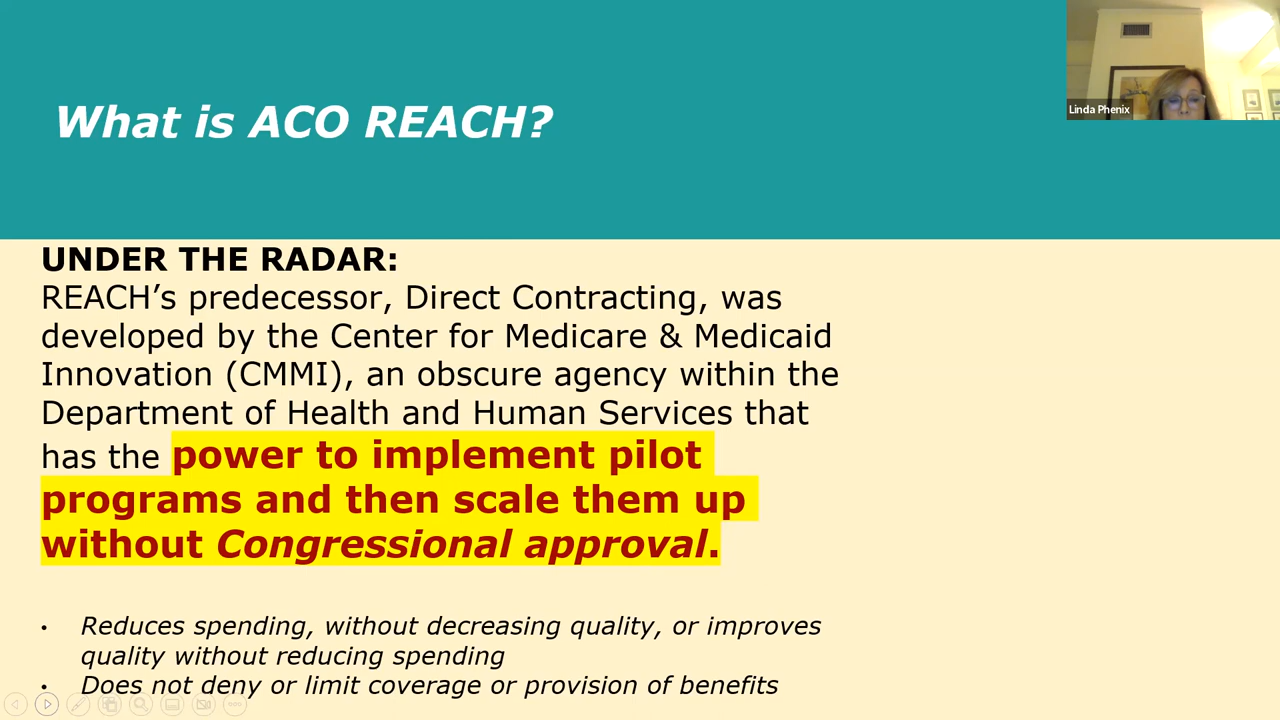 What is ACO REACH?
Linda Phenix
UNDER THE RADAR:
REACH’s predecessor, Direct Contracting, was
developed by the Center for Medicare & Medicaid
Innovation (CMMI), an obscure agency within the
Department of Health and Human Services that
has the power to implement pilot
programs and then scale them up
without Congressional approval.
• Reduces spending, without decreasing quality, or improves
quality without reducing spending
• Does not deny or limit coverage or provision of benefits